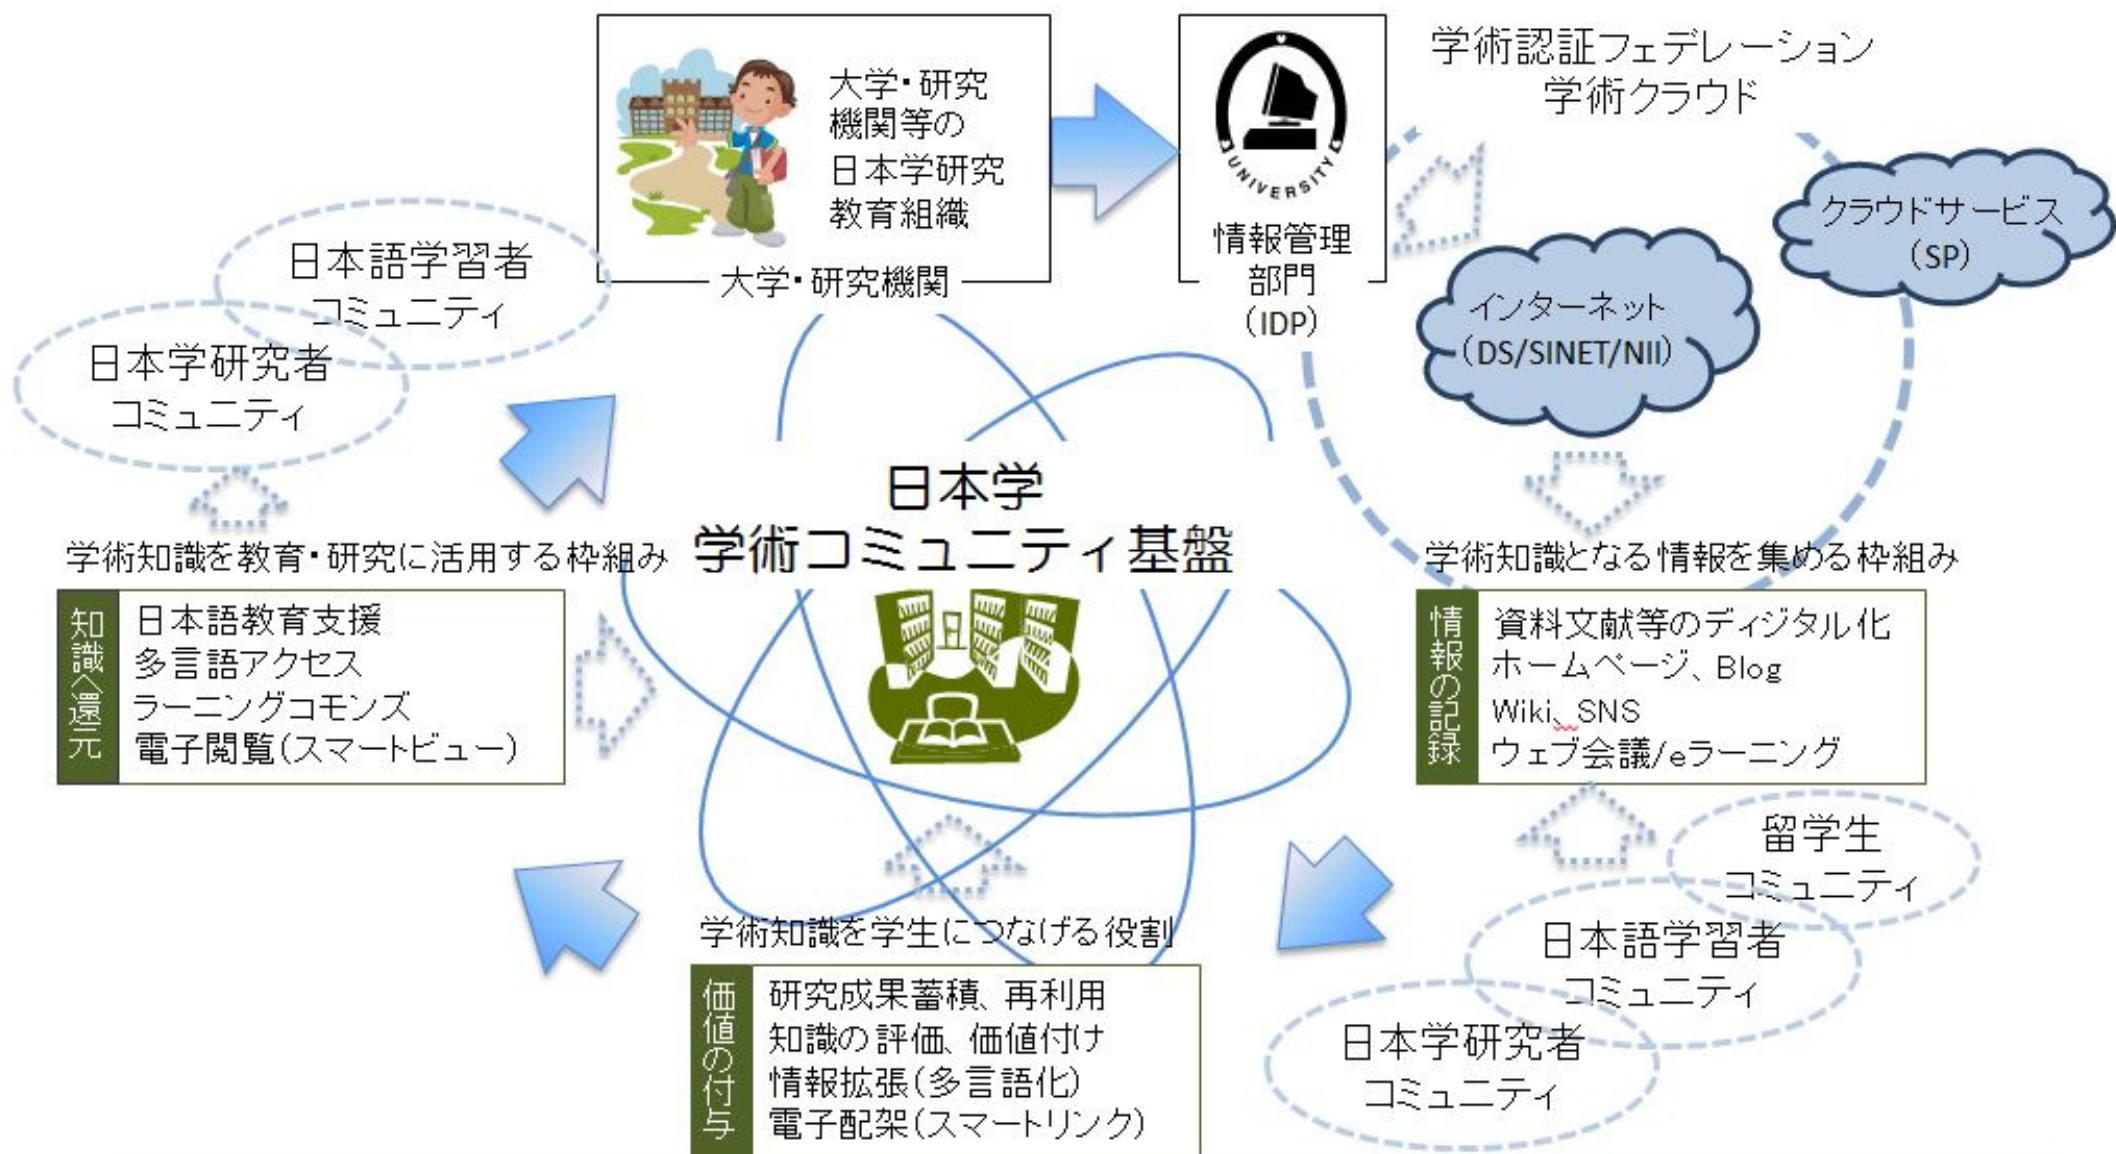 大学・研究
機関等の
日本学研究
教育組織
大学・研究機関
UNIVERSITY
情報管理
部門
（IDP）
学術認証フェデレーション
学術クラウド
クラウドサービス
（SP）
インターネット
（DS/SINET/NII）
日本語学習者
コミュニティ
日本学研究者
コミュニティ
日本学
学術コミュニティ基盤
学術知識を教育・研究に活用する枠組み
知識へ還元
日本語教育支援
多言語アクセス
ラーニングコモンズ
電子閲覧（スマートビュー）
学術知識となる情報を集める枠組み
情報の記録
資料文献等のディジタル化
ホームページ、Blog
Wiki、SNS
ウェブ会議/eラーニング
留学生
コミュニティ
日本語学習者
コミュニティ
日本学研究者
コミュニティ
学術知識を学生につなげる役割
価値の付与
研究成果蓄積、再利用
知識の評価、価値付け
情報拡張（多言語化）
電子配架（スマートリンク）